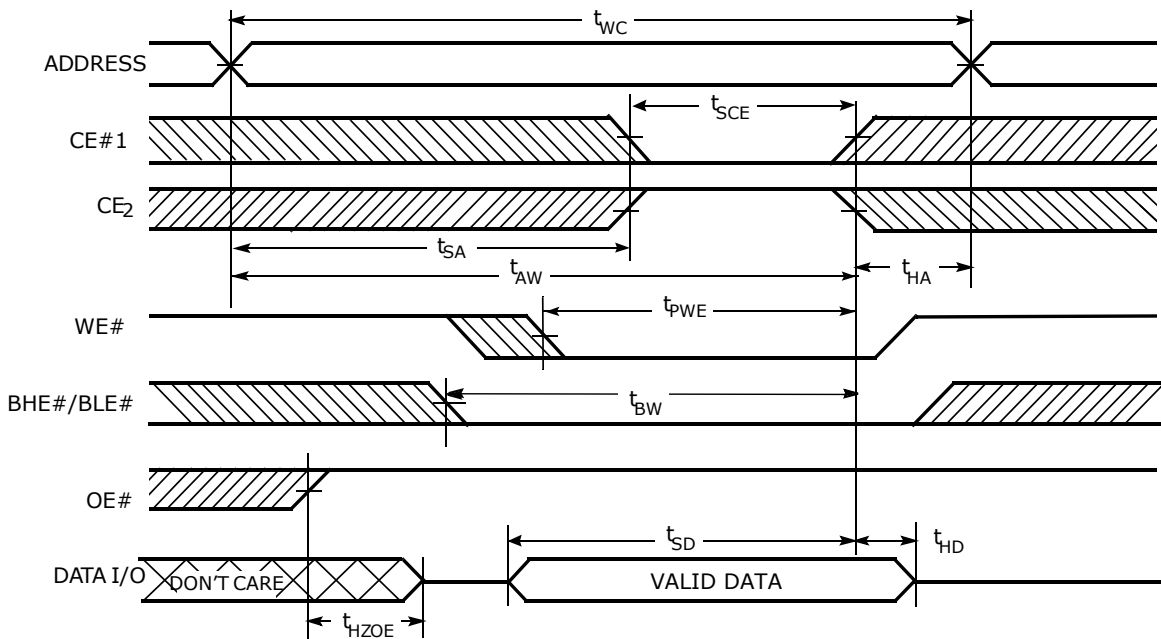 tWC
ADDRESS
tSCE
CE#1
CE2
tSA
tAW
tHA
tPWE
WE#
BHE#/BLE#
tBW
OE#
tSD
tHD
DATA I/O
DON'T CARE
VALID DATA
tHZOE